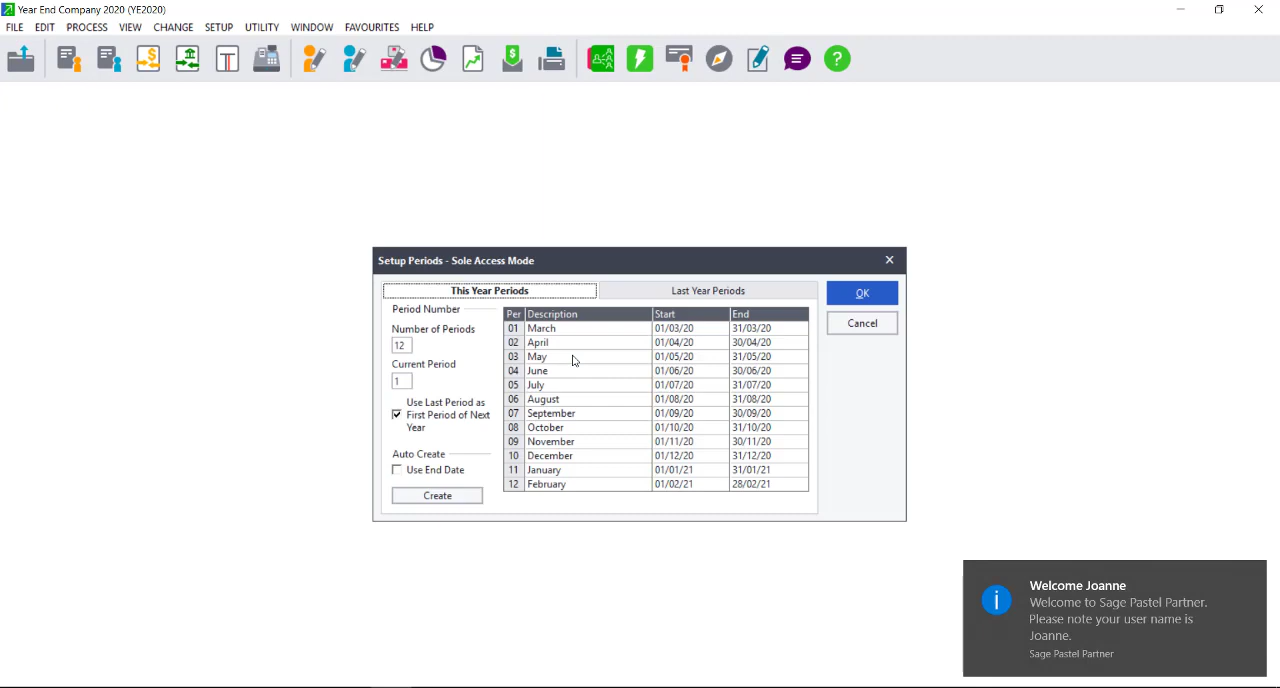 Year End Company 2020 (YE2020)
FILE EDIT PROCESS VIEW CHANGE SETUP UTILITY WINDOW FAVOURITES HELP
Setup Periods - Sole Access Mode
This Year Periods Last Year Periods
OK
Cancel
Period Number
Number of Periods
12
Current Period
1
Use Last Period as
First Period of Next
Year
Auto Create
Use End Date
Create
Per Description Start End
01 March 01/03/20 31/03/20
02 April 01/04/20 30/04/20
03 May 01/05/20 31/05/20
04 June 01/06/20 30/06/20
05 July 01/07/20 31/07/20
06 August 01/08/20 31/08/20
07 September 01/09/20 30/09/20
08 October 01/10/20 31/10/20
09 November 01/11/20 30/11/20
10 December 01/12/20 31/12/20
11 January 01/01/21 31/01/21
12 February 01/02/21 28/02/21
Welcome Joanne
Welcome to Sage Pastel Partner.
Please note your user name is
Joanne.
Sage Pastel Partner